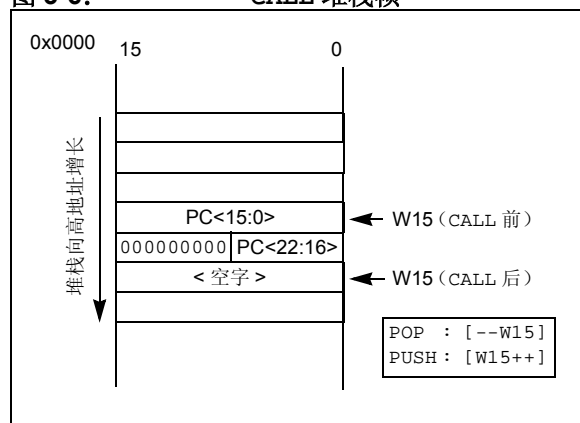 CALL 堆栈帧
0x0000
15
0
堆栈向高地址增长
PC<15:0>
W15（CALL 前）
000000000
PC<22:16>
< 空字 >
W15（CALL 后）
POP : [--W15]
PUSH : [W15++]